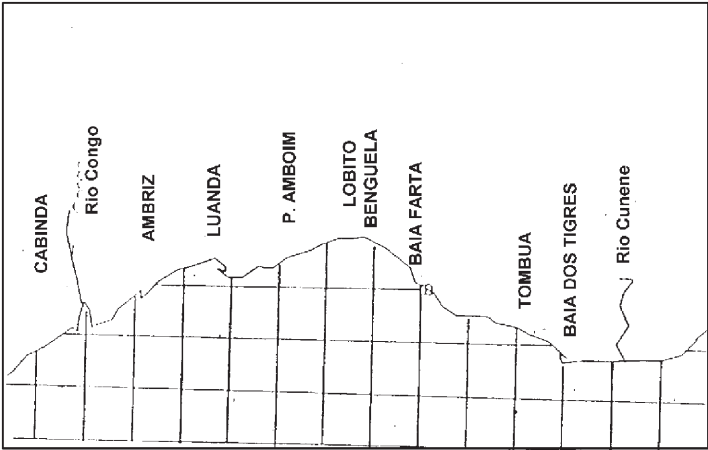 CABINDA
Rio Congo
AMBRIZ
LUANDA
P. AMBOIM
LOBITO
BENGUELA
BAIA FARTA
TOMBUA
BAIA DOS TIGRES
Rio Cunene